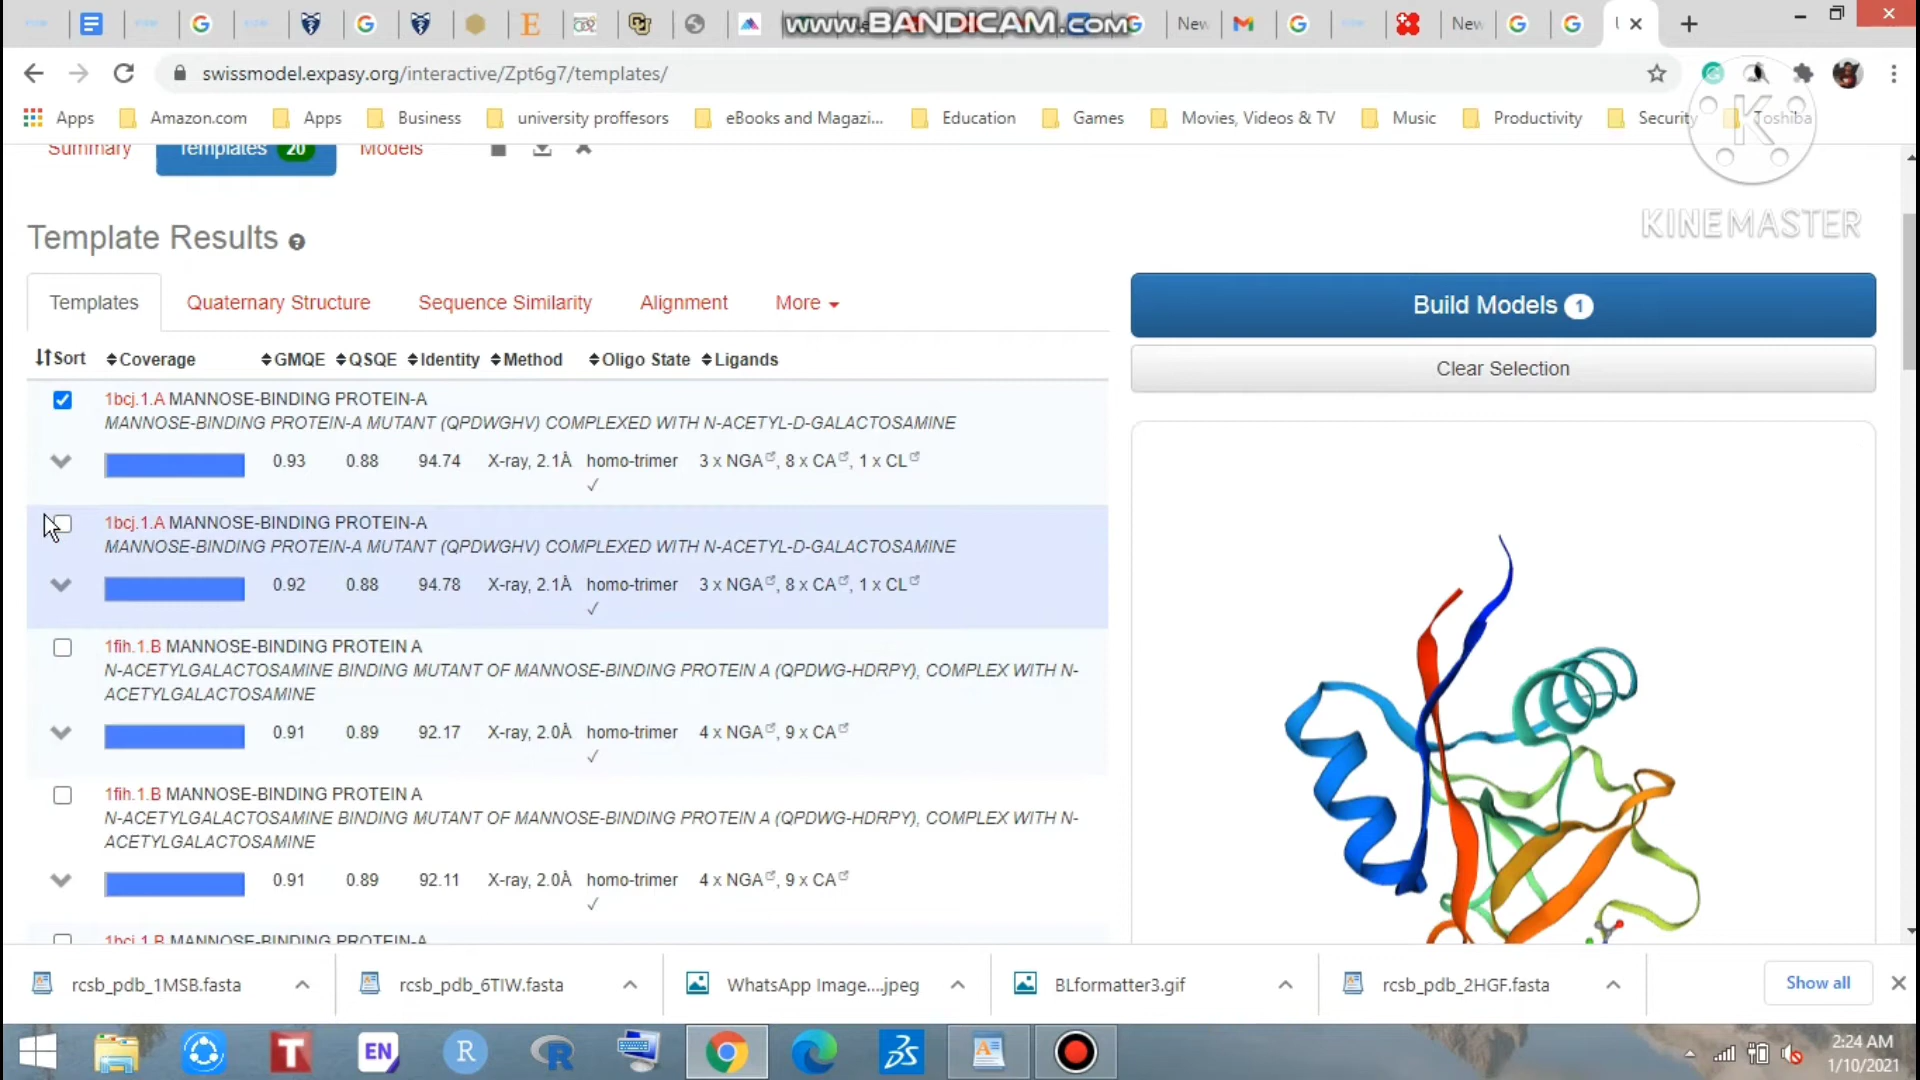 www.BANDICAM.com
New
New
swissmodel.expasy.org/interactive/Zpt6g7/templates/
Apps Amazon.com Apps Business university proffesors eBooks and Magazi... Education Games Movies, Videos & TV Music Productivity Security Toshiba
K
KINEMASTER
Summary Templates 20 Models
Template Results
Templates Quaternary Structure Sequence Similarity Alignment More
Build Models 1
Clear Selection
Sort Coverage GMQE QSQE Identity Method Oligo State Ligands
1bcj.1.A MANNOSE-BINDING PROTEIN-A
MANNOSE-BINDING PROTEIN-A MUTANT (QPDWGHV) COMPLEXED WITH N-ACETYL-D-GALACTOSAMINE
0.93 0.88 94.74 X-ray, 2.1Å homo-trimer 3 x NGA, 8 x CA, 1 x CL
✓
1bcj.1.A MANNOSE-BINDING PROTEIN-A
MANNOSE-BINDING PROTEIN-A MUTANT (QPDWGHV) COMPLEXED WITH N-ACETYL-D-GALACTOSAMINE
0.92 0.88 94.78 X-ray, 2.1Å homo-trimer 3 x NGA, 8 x CA, 1 x CL
✓
1fih.1.B MANNOSE-BINDING PROTEIN A
N-ACETYLGALACTOSAMINE BINDING MUTANT OF MANNOSE-BINDING PROTEIN A (QPDWG-HDRPY), COMPLEX WITH N-
ACETYLGALACTOSAMINE
0.91 0.89 92.17 X-ray, 2.0Å homo-trimer 4 x NGA, 9 x CA
✓
1fih.1.B MANNOSE-BINDING PROTEIN A
N-ACETYLGALACTOSAMINE BINDING MUTANT OF MANNOSE-BINDING PROTEIN A (QPDWG-HDRPY), COMPLEX WITH N-
ACETYLGALACTOSAMINE
0.91 0.89 92.11 X-ray, 2.0Å homo-trimer 4 x NGA, 9 x CA
✓
1bcj.1.B MANNOSE-BINDING PROTEIN-A
rcsb_pdb_1MSB.fasta rcsb_pdb_6TIW.fasta WhatsApp Image....jpeg BLformatter3.gif rcsb_pdb_2HGF.fasta Show all
EN
2:24 AM
1/10/2021